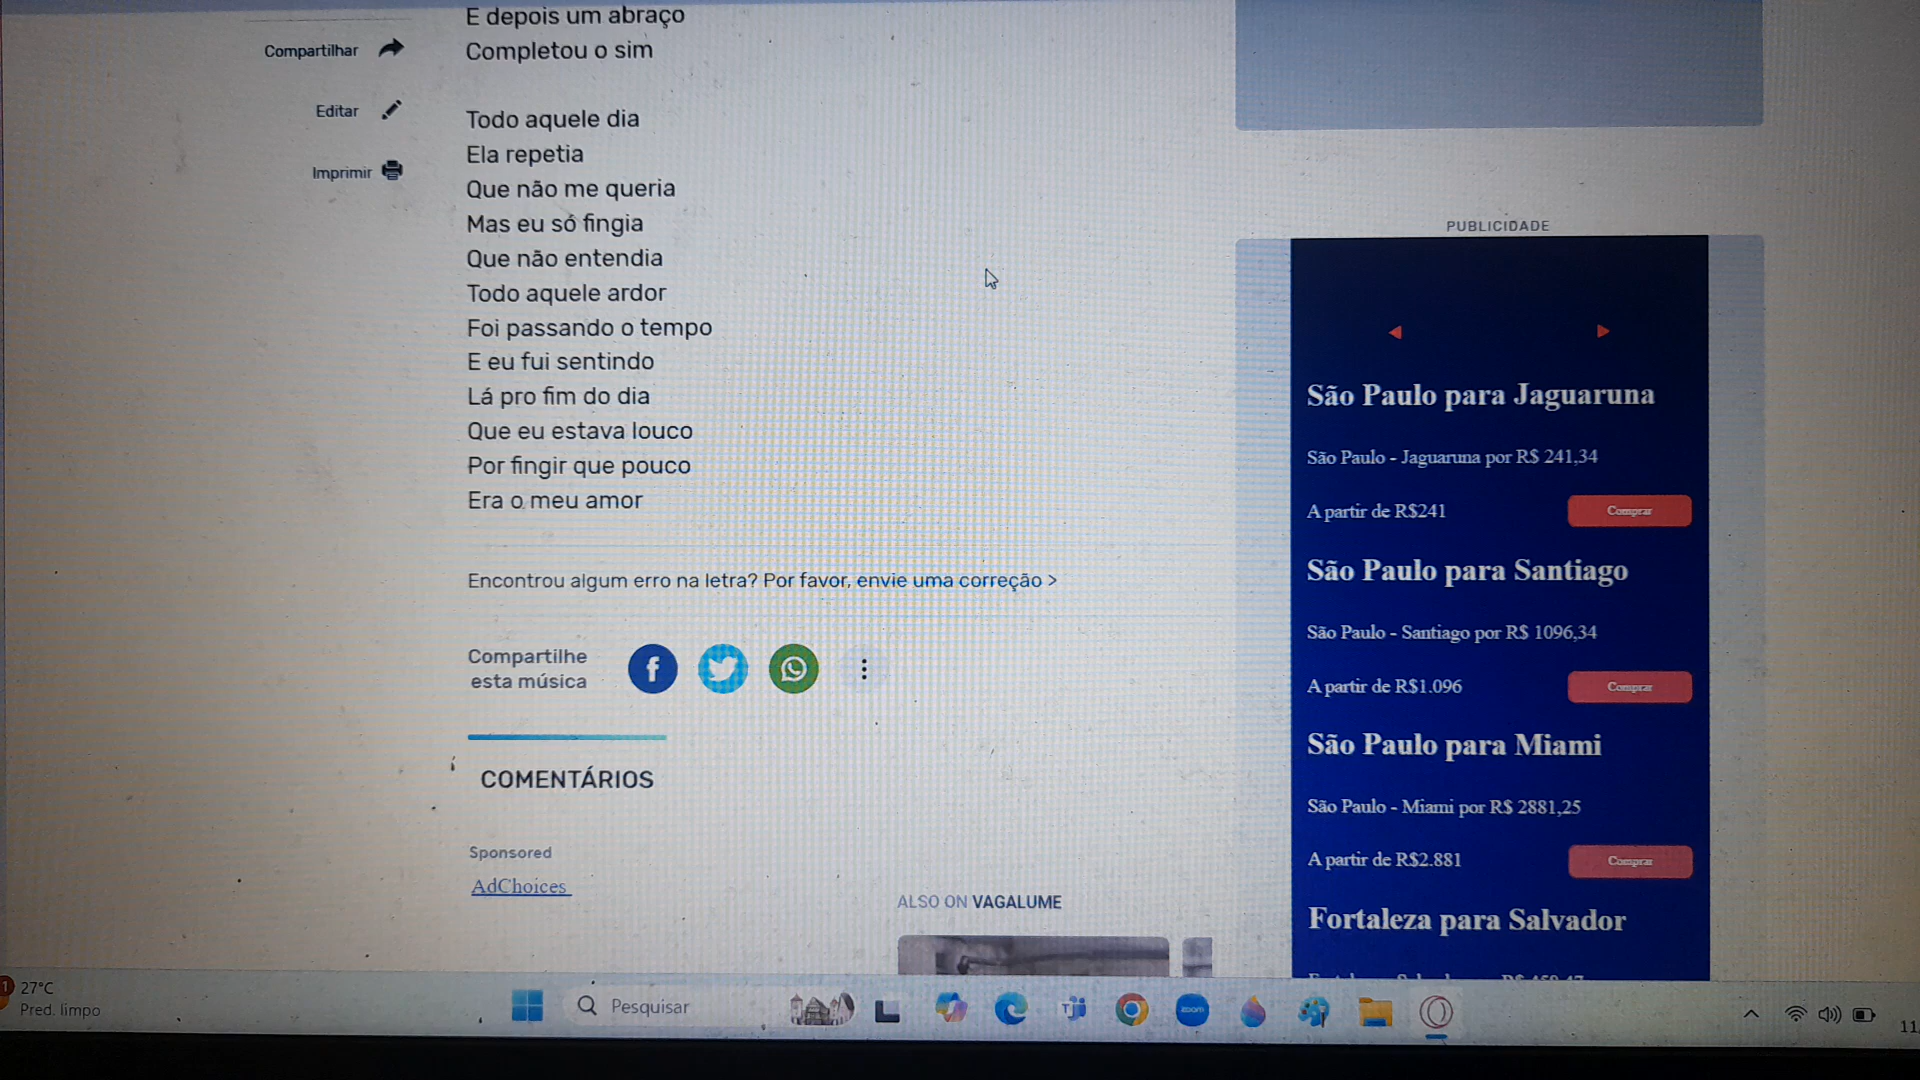 E depois um abraço
Completou o sim
Compartilhar
Editar
Imprimir
Todo aquele dia
Ela repetia
Que não me queria
Mas eu só fingia
Que não entendia
Todo aquele ardor
Foi passando o tempo
E eu fui sentindo
Lá pro fim do dia
Que eu estava louco
Por fingir que pouco
Era o meu amor
Encontrou algum erro na letra? Por favor, envie uma correção >
Compartilhe
esta música
COMENTÁRIOS
Sponsored
AdChoices
ALSO ON VAGALUME
PUBLICIDADE
São Paulo para Jaguaruna
São Paulo - Jaguaruna por R$ 241,34
A partir de R$241
Comprar
São Paulo para Santiago
São Paulo - Santiago por R$ 1096,34
A partir de R$1.096
Comprar
São Paulo para Miami
São Paulo - Miami por R$ 2881,25
A partir de R$2.881
Comprar
Fortaleza para Salvador
1
27°C
Pred. limpo
Pesquisar
zoom
11